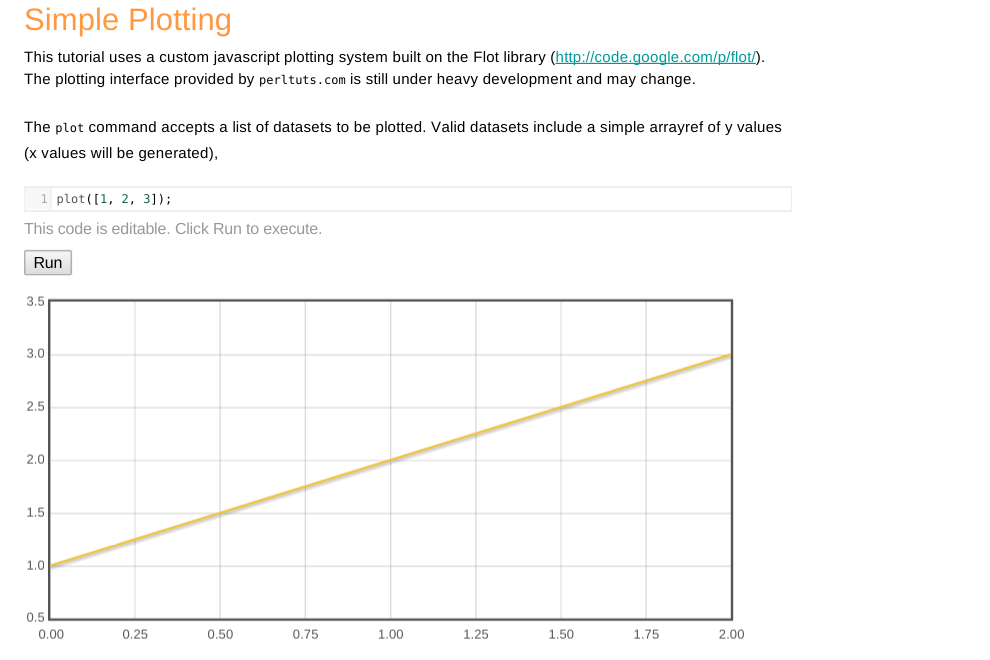 Simple Plotting
This tutorial uses a custom javascript plotting system built on the Flot library (http://code.google.com/p/flot/).
The plotting interface provided by perltuts.com is still under heavy development and may change.
The plot command accepts a list of datasets to be plotted. Valid datasets include a simple arrayref of y values
(x values will be generated),
1 plot([1, 2, 3]);
This code is editable. Click Run to execute.
Run
3.5
3.0
2.5
2.0
1.5
1.0
0.5
0.00 0.25 0.50 0.75 1.00 1.25 1.50 1.75 2.00